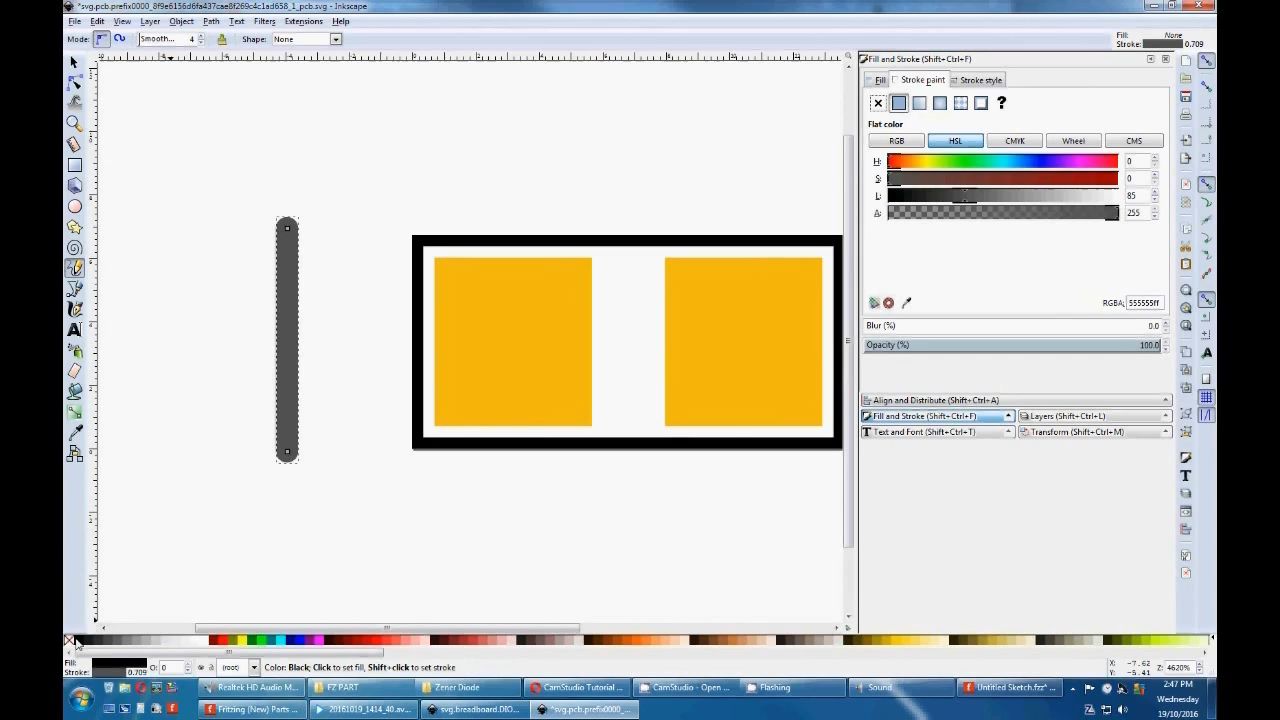 *svg.pcb.prefix0000_8f9e6156d6fa437cae8f269c4c1ad658_1_pcb.svg - Inkscape
File Edit View Layer Object Path Text Filters Extensions Help
Mode: Smooth... 4 Shape: None
Fill: None
Stroke: 0.709
Fill and Stroke (Shift+Ctrl+F)
Fill Stroke paint Stroke style
?
Flat color
RGB HSL CMYK Wheel CMS
H: 0
S: 0
L: 85
A: 255
RGBA: 555555ff
Blur (%) 0.0
Opacity (%) 100.0
Align and Distribute (Shift+Ctrl+A)
Fill and Stroke (Shift+Ctrl+F) Layers (Shift+Ctrl+L)
Text and Font (Shift+Ctrl+T) Transform (Shift+Ctrl+M)
Fill: O: 0 (root) Color: Black; Click to set fill, Shift+click to set stroke X: -7.62 Z: 4620%
Stroke: 0.709 Y: -5.41
Realtek HD Audio M... FZ PART Zener Diode CamStudio Tutorial ... CamStudio - Open ... Flashing Sound Untitled Sketch.fzz* ... 2:47 PM
Wednesday
Fritzing (New) Parts ... 20161019_1414_40.av... svg.breadboard.DIO... *svg.pcb.prefix0000_... 19/10/2016